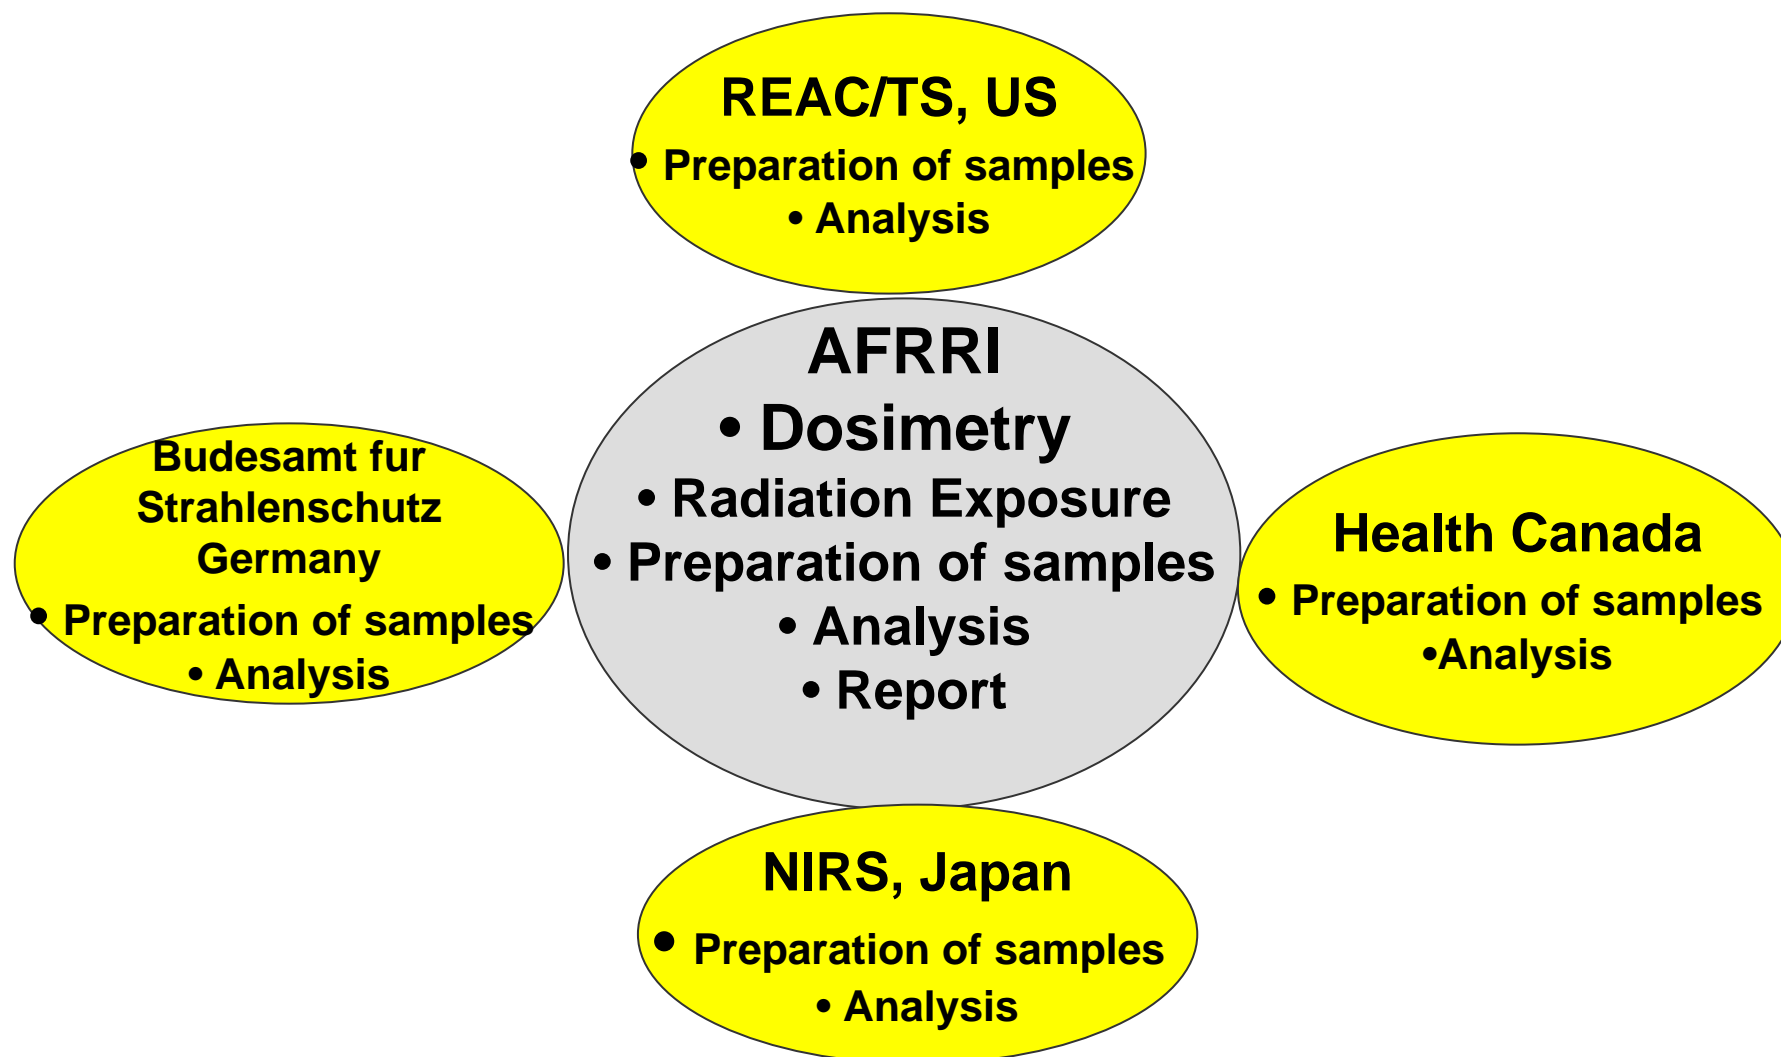 REAC/TS, US
• Preparation of samples
• Analysis
AFRRI
• Dosimetry
• Radiation Exposure
• Preparation of samples
• Analysis
• Report
Budesamt fur
Strahlenschutz
Germany
• Preparation of samples
• Analysis
Health Canada
• Preparation of samples
•Analysis
NIRS, Japan
• Preparation of samples
• Analysis